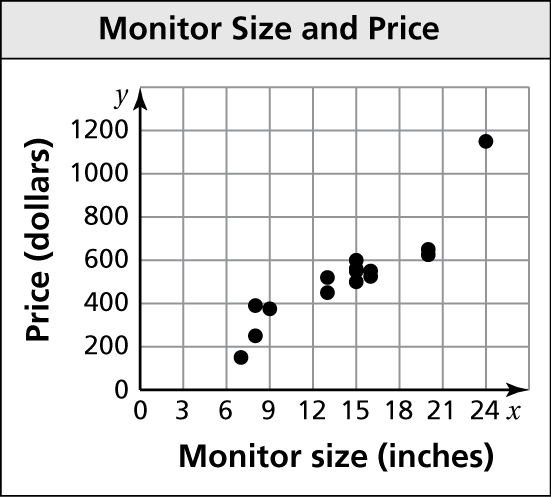 Monitor Size and Price
y
1200
1000
800
600
400
200
0
0 3 6 9 12 15 18 21 24 x
Price (dollars)
Monitor size (inches)